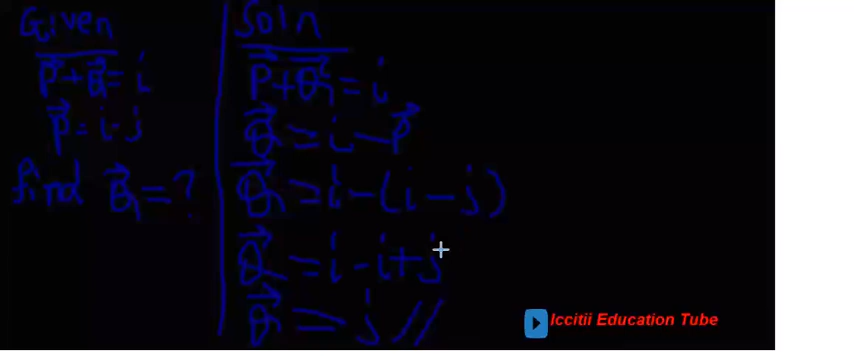 Given
P⃗ + Q⃗ = i
P⃗ = i - j
find Q⃗ = ?
Soln
P⃗ + Q⃗ = i
Q⃗ = i - P⃗
Q⃗ = i - (i - j)
Q⃗ = i - i + j
Q⃗ = j //
Iccitii Education Tube